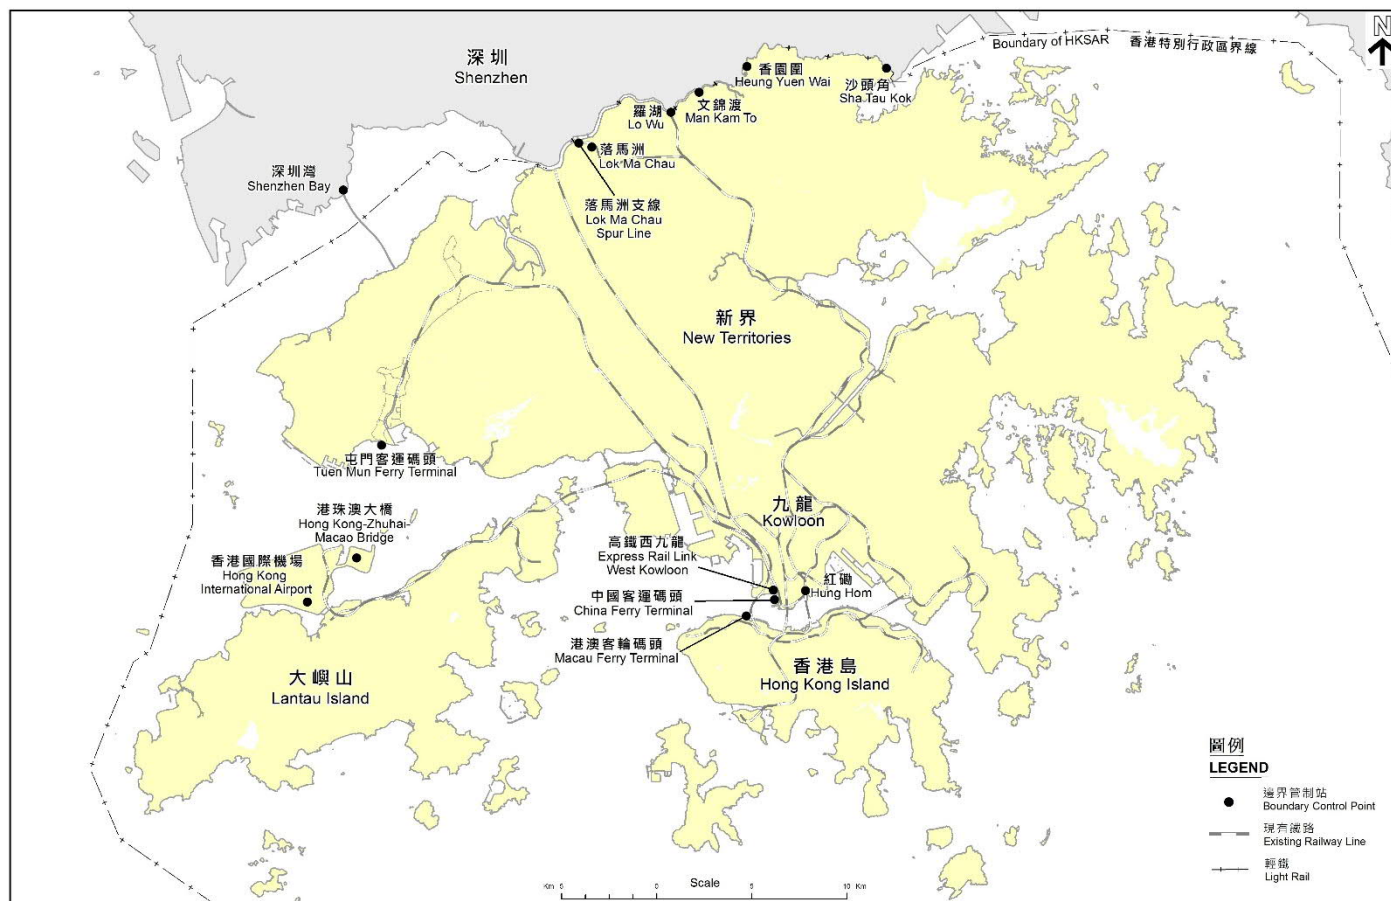 N
Boundary of HKSAR 香港特別行政區界線
深圳
Shenzhen
香園圍
Heung Yuen Wai
沙頭角
Sha Tau Kok
文錦渡
Man Kam To
羅湖
Lo Wu
落馬洲
Lok Ma Chau
深圳灣
Shenzhen Bay
落馬洲支線
Lok Ma Chau
Spur Line
新界
New Territories
屯門客運碼頭
Tuen Mun Ferry Terminal
港珠澳大橋
Hong Kong-Zhuhai-
Macao Bridge
香港國際機場
Hong Kong
International Airport
九龍
Kowloon
高鐵西九龍
Express Rail Link
West Kowloon
紅磡
Hung Hom
中國客運碼頭
China Ferry Terminal
港澳客輪碼頭
Macau Ferry Terminal
香港島
Hong Kong Island
大嶼山
Lantau Island
圖例
LEGEND
邊界管制站
Boundary Control Point
現有鐵路
Existing Railway Line
輕鐵
Light Rail
Scale
Km 5 0 5 10 Km